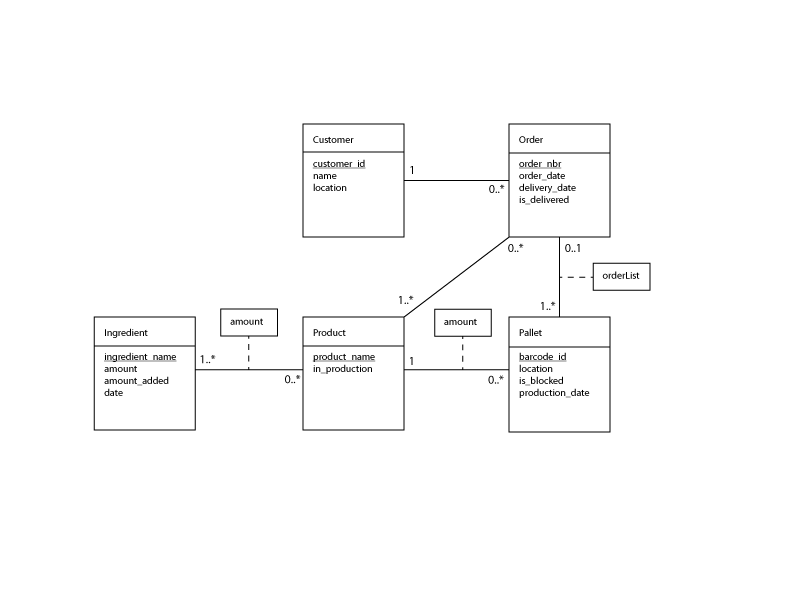 Customer
customer_id
name
location
1
0..*
Order
order_nbr
order_date
delivery_date
is_delivered
0..*
0..1
orderList
1..*
1..*
Ingredient
ingredient_name
amount
amount_added
date
amount
1..*
0..*
Product
product_name
in_production
amount
1
0..*
Pallet
barcode_id
location
is_blocked
production_date